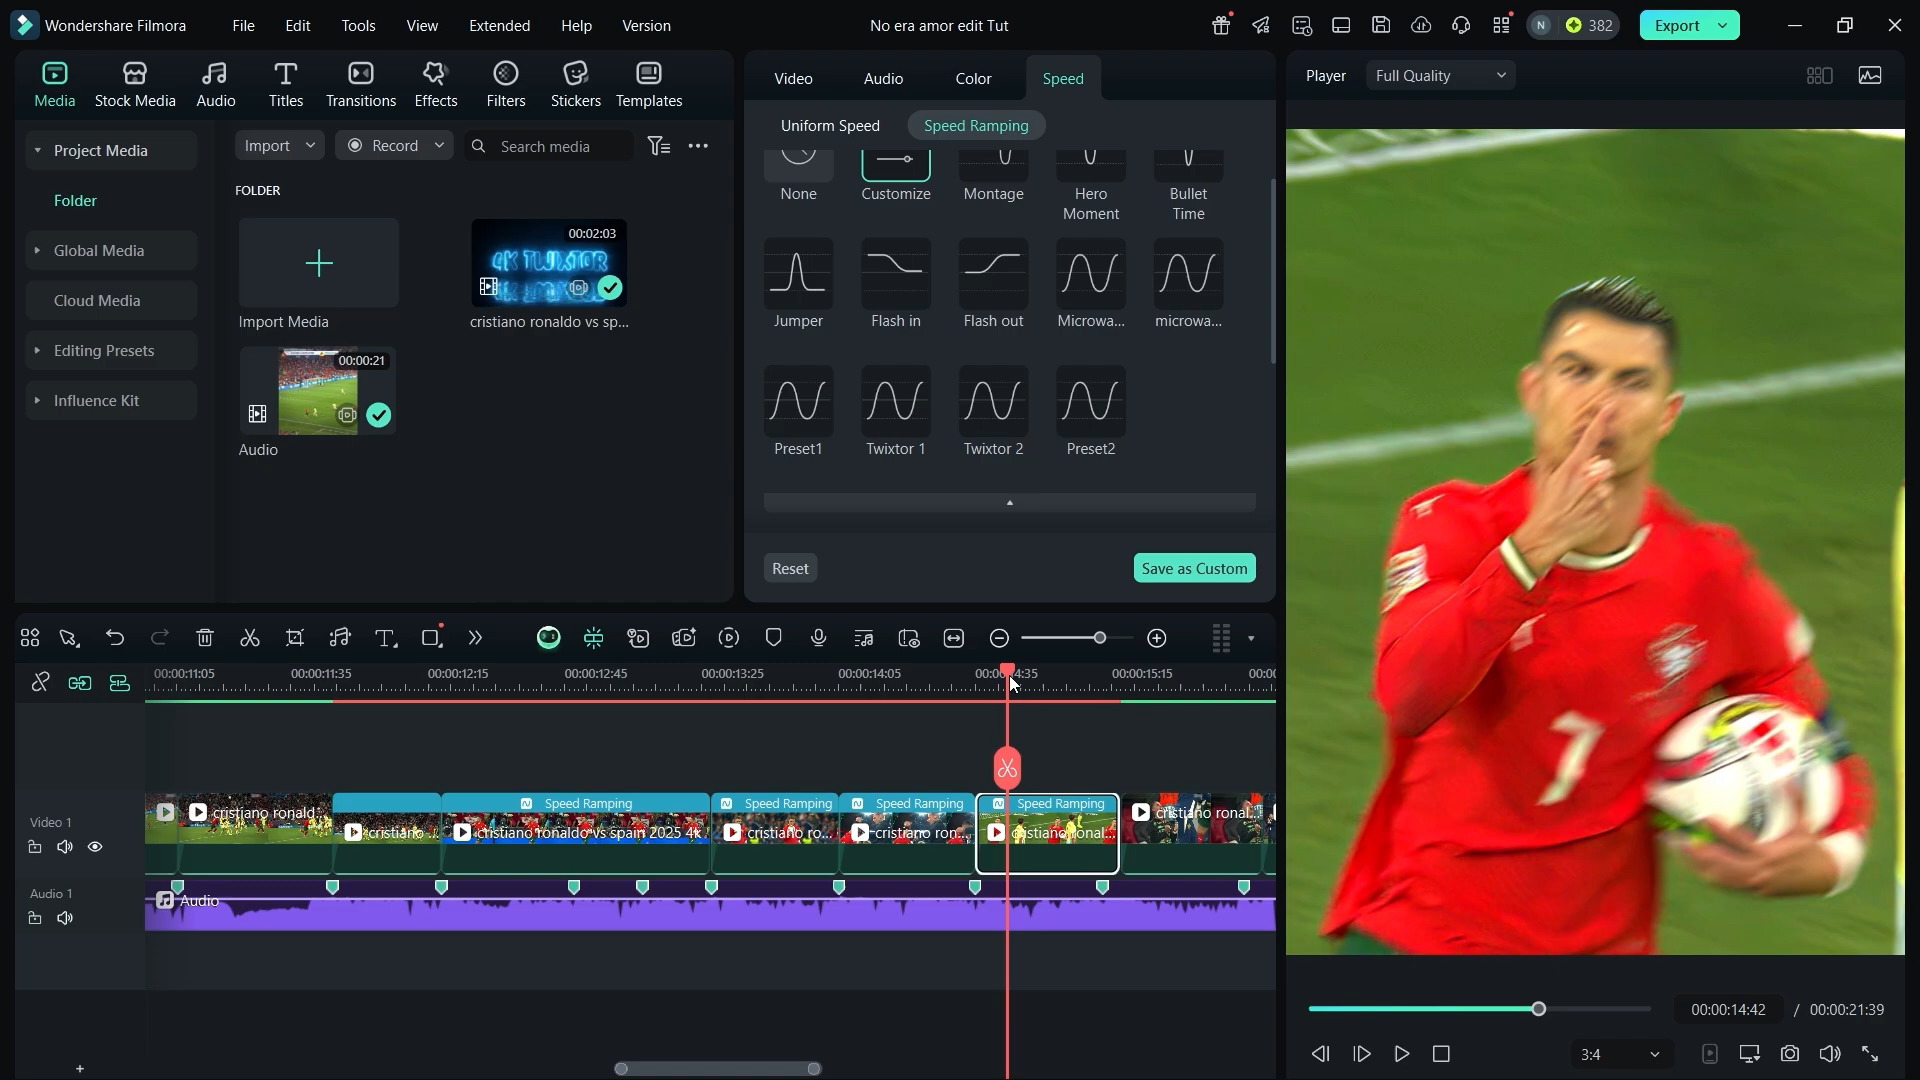 Wondershare Filmora
File
Edit
Tools
View
Extended
Help
Version
No era amor edit Tut
N
382
Export
Media
Stock Media
Audio
Titles
Transitions
Effects
Filters
Stickers
Templates
Video
Audio
Color
Speed
Player
Full Quality
Project Media
Folder
Global Media
Cloud Media
Editing Presets
Influence Kit
Import
Record
Search media
FOLDER
Import Media
00:02:03
4K TWIXTOR
cristiano ronaldo vs sp...
00:00:21
Audio
Uniform Speed
Speed Ramping
None
Customize
Montage
Hero Moment
Bullet Time
Jumper
Flash in
Flash out
Microwa...
microwa...
Preset1
Twixtor 1
Twixtor 2
Preset2
Reset
Save as Custom
7
00:00:11:05
00:00:11:35
00:00:12:15
00:00:12:45
00:00:13:25
00:00:14:05
00:00:15:15
Video 1
cristiano ronald...
cristiano ...
Speed Ramping
cristiano ronaldo vs spain 2025 4k
Speed Ramping
cristiano ro...
Speed Ramping
cristiano ron...
Speed Ramping
cristiano ronal...
cristiano ronal...
Audio 1
Audio
00:00:14:42 / 00:00:21:39
3:4